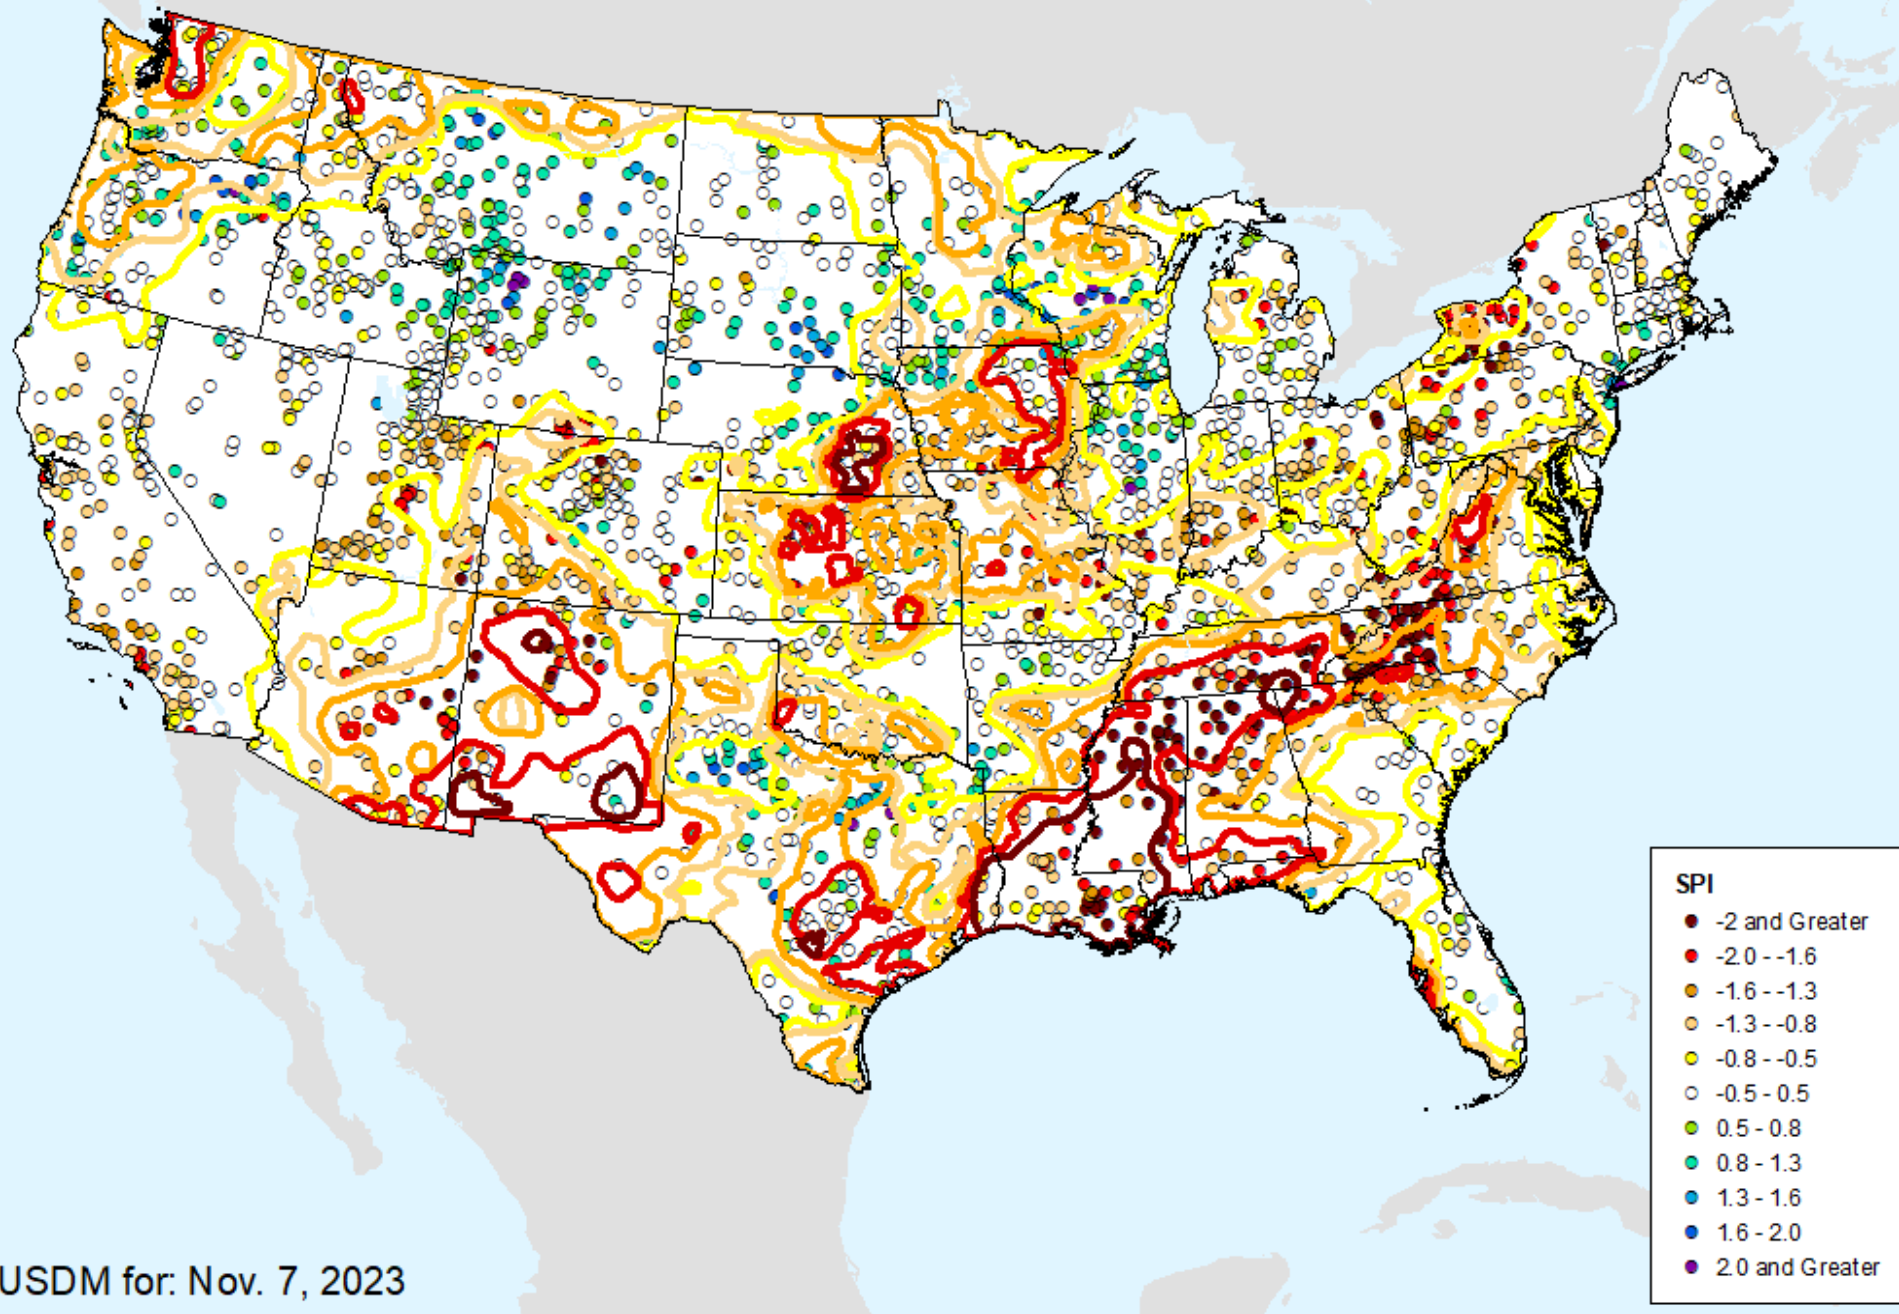 SPI
-2 and Greater
-2.0 - -1.6
-1.6 - -1.3
-1.3 - -0.8
-0.8 - -0.5
-0.5 - 0.5
0.5 - 0.8
0.8 - 1.3
1.3 - 1.6
1.6 - 2.0
2.0 and Greater
USDM for: Nov. 7, 2023